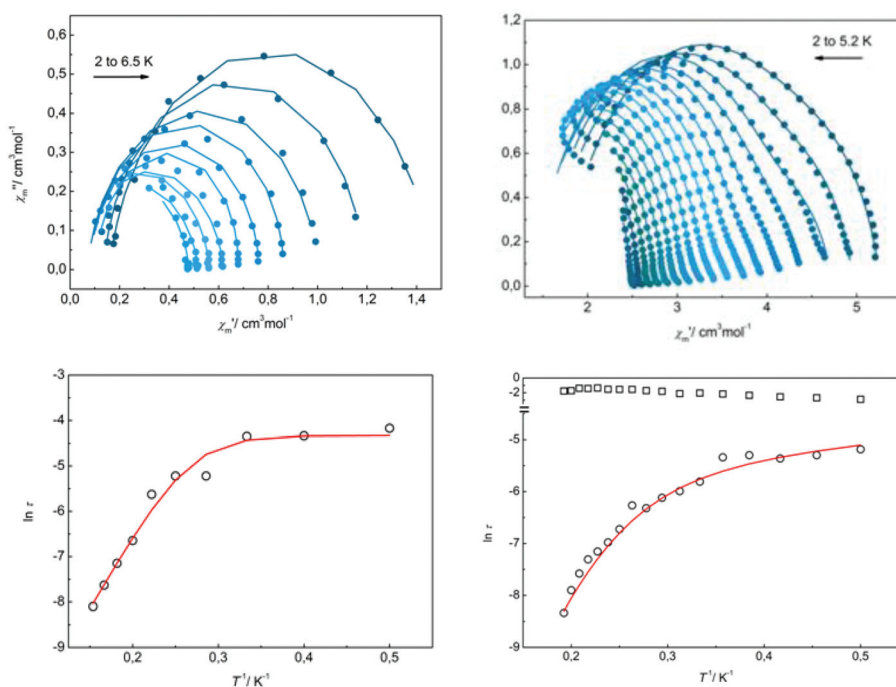 0,6
0,5
0,4
0,3
0,2
0,1
0,0
2 to 6.5 K
χm"/ cm³mol⁻¹
0,0 0,2 0,4 0,6 0,8 1,0 1,2 1,4
χm'/ cm³mol⁻¹
1,2
1,0
0,8
0,6
0,4
0,2
0,0
2 to 5.2 K
χm"/ cm³mol⁻¹
2 3 4 5
χm'/ cm³mol⁻¹
-3
-4
-5
-6
-7
-8
-9
ln τ
0,2 0,3 0,4 0,5
T⁻¹/ K⁻¹
0
-2
-5
-6
-7
-8
-9
ln τ
0,2 0,3 0,4 0,5
T⁻¹/ K⁻¹